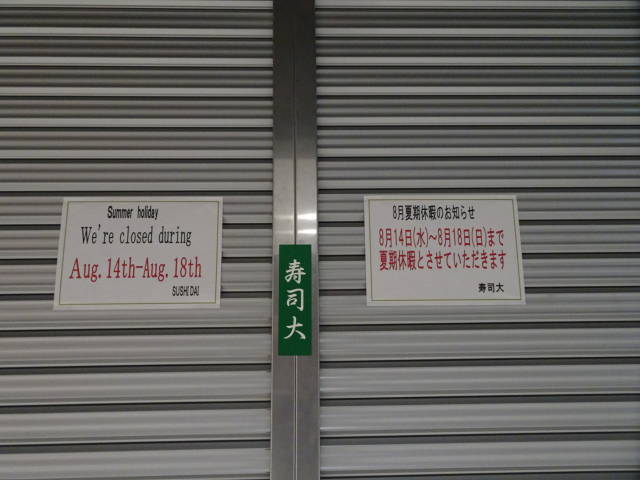 Summer holiday
We're closed during
Aug. 14th-Aug. 18th
SUSHI DAI
寿司大
8月夏期休暇のお知らせ
8月14日(水)～8月18日(日)まで
夏期休暇とさせていただきます
寿司大